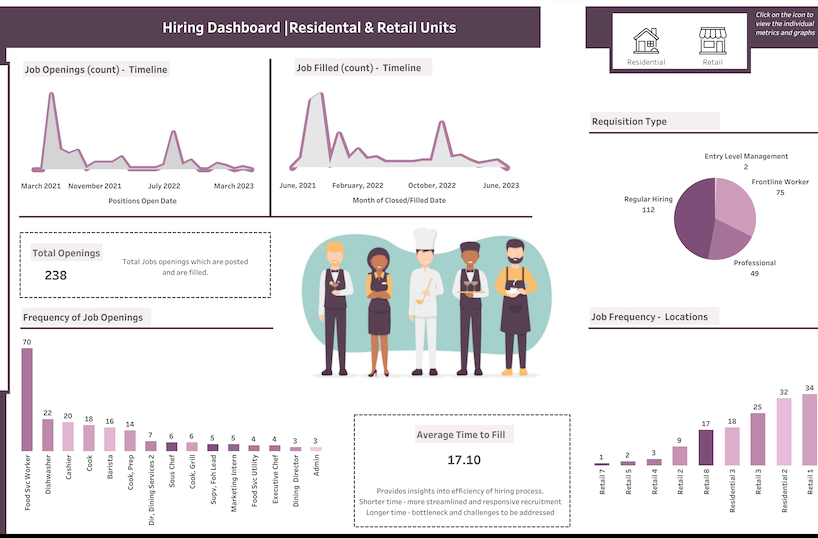 Hiring Dashboard |Residental & Retail Units
Click on the icon to
view the individual
metrics and graphs
Residential
Retail
Job Openings (count) - Timeline
March 2021
November 2021
July 2022
March 2023
Positions Open Date
Job Filled (count) - Timeline
June, 2021
February, 2022
October, 2022
June, 2023
Month of Closed/Filled Date
Requisition Type
Entry Level Management
2
Frontline Worker
75
Regular Hiring
112
Professional
49
Total Openings
238
Total Jobs openings which are posted
and are filled.
Frequency of Job Openings
70
22
20
18
16
14
7
6
6
5
5
4
4
3
3
Food Svc Worker
Dishwasher
Cashier
Cook
Barista
Cook, Prep
Dir, Dining Services 2
Sous Chef
Cook, Grill
Supv, Foh Lead
Marketing Intern
Food Svc Utility
Executive Chef
Dining Director
Admin
Average Time to Fill
17.10
Provides insights into efficiency of hiring process.
Shorter time - more streamlined and responsive recruitment
Longer time - bottleneck and challenges to be addressed
Job Frequency - Locations
1
2
3
9
17
18
25
32
34
Retail 7
Retail 5
Retail 4
Retail 2
Retail 8
Residential 3
Retail 3
Residential 2
Retail 1